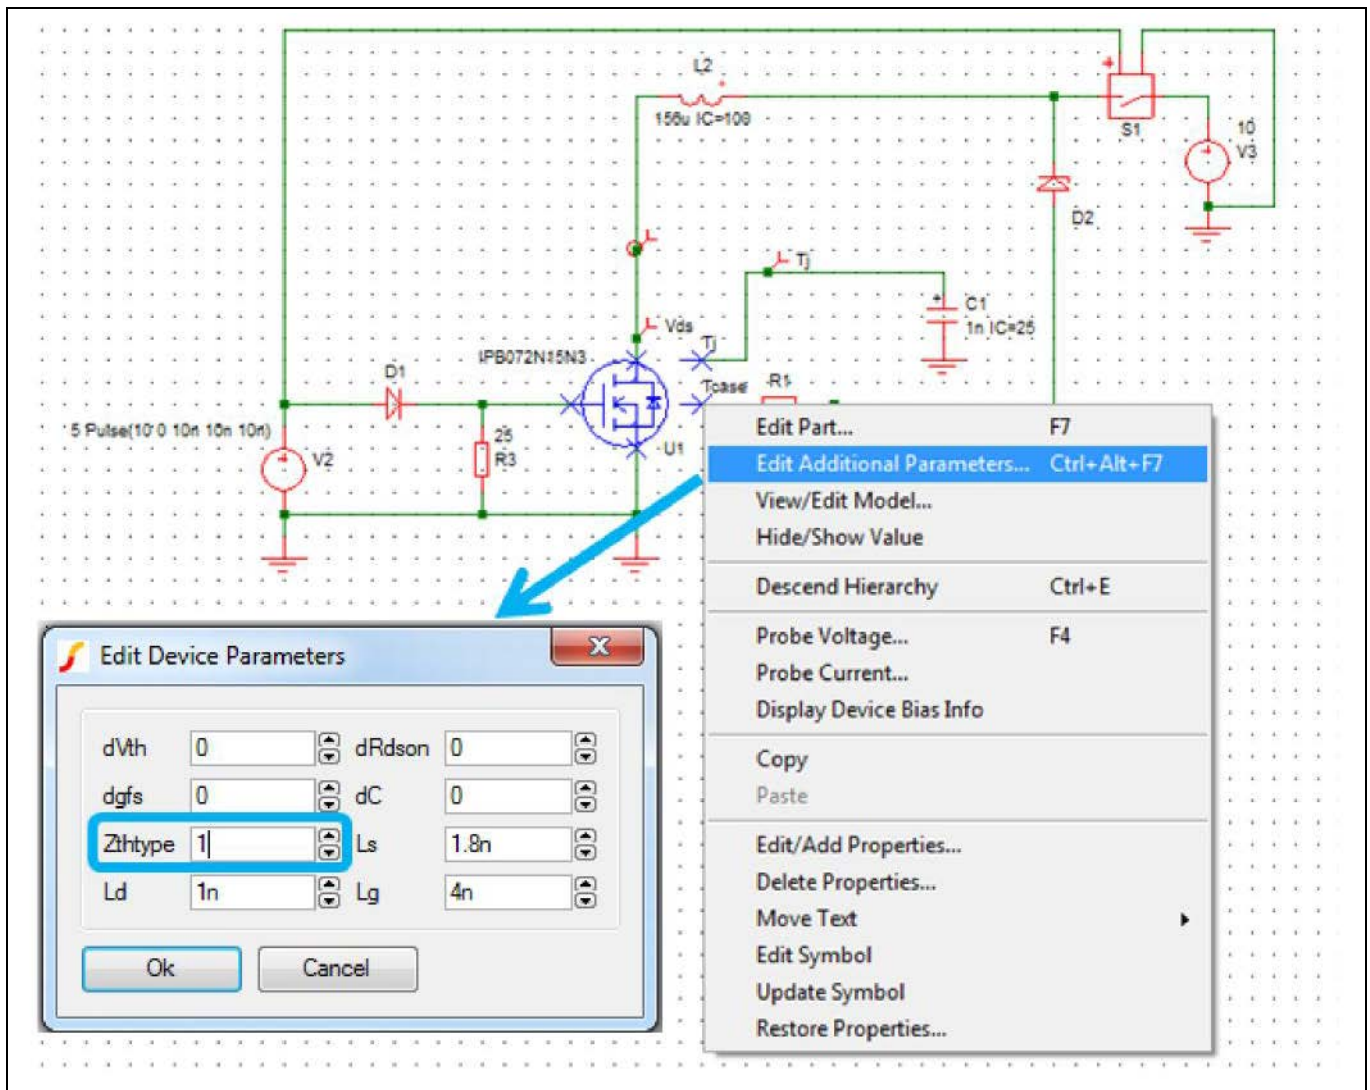 L2
156u IC=100
S1
10
V3
D2
Tj
C1
1n IC=25
Vds
IPB072N15N3
Tj
D1
Tcase
R1
5 Pulse(10 0 10n 10n 10n)
V2
25
R3
U1
Edit Part... F7
Edit Additional Parameters... Ctrl+Alt+F7
View/Edit Model...
Hide/Show Value
Descend Hierarchy Ctrl+E
Probe Voltage... F4
Probe Current...
Display Device Bias Info
Copy
Paste
Edit/Add Properties...
Delete Properties...
Move Text
Edit Symbol
Update Symbol
Restore Properties...
Edit Device Parameters
dVth 0 dRdson 0
dgfs 0 dC 0
Zthtype 1 Ls 1.8n
Ld 1n Lg 4n
Ok Cancel